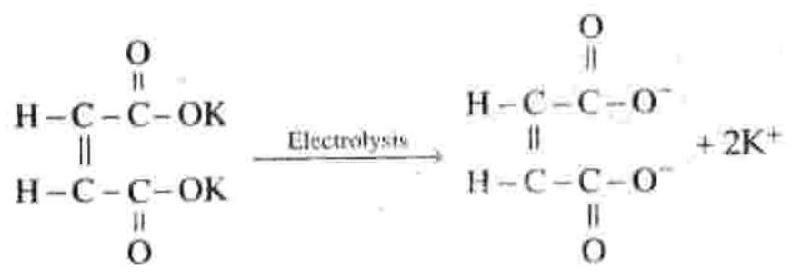 O O
|| ||
H–C–C–OK H–C–C–O⁻
|| Electrolysis || + 2K⁺
H–C–C–OK H–C–C–O⁻
|| ||
O O